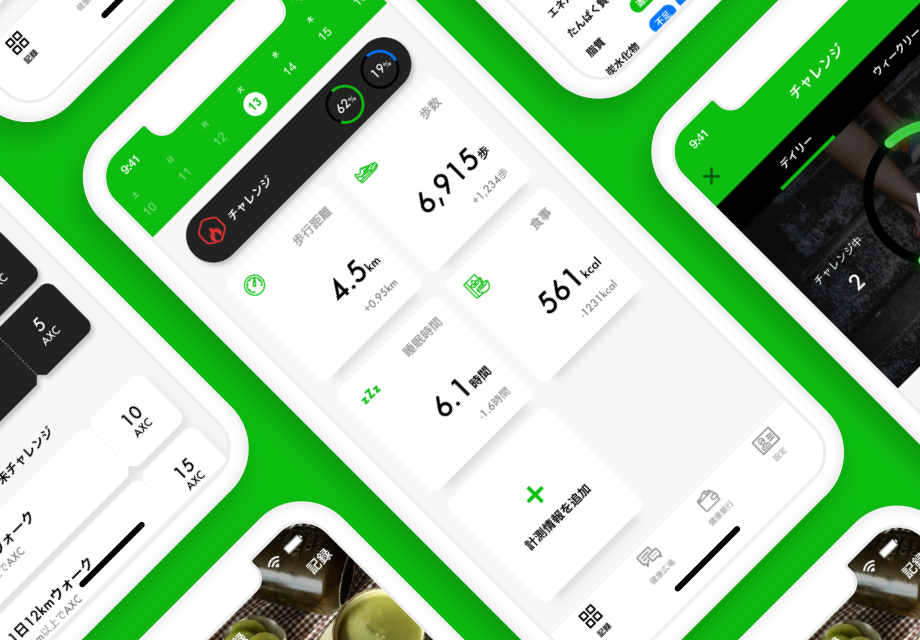 記録
9:41
土
日
月
火
水
木
10
11
12
13
14
15
チャレンジ
62%
19%
歩行距離
4.5km
+0.95km
歩数
6,915歩
+1,234歩
睡眠時間
6.1時間
-1.6時間
食事
561kcal
-1231kcal
計測情報を追加
記録
健康広場
健康銀行
設定
たんぱく質
脂質
炭水化物
不足
9:41
チャレンジ
デイリー
ウィークリー
チャレンジ中
2
5
AXC
末チャレンジ
10
AXC
ウォーク
でAXC
15
AXC
1日12kmウォーク
m以上でAXC
記録